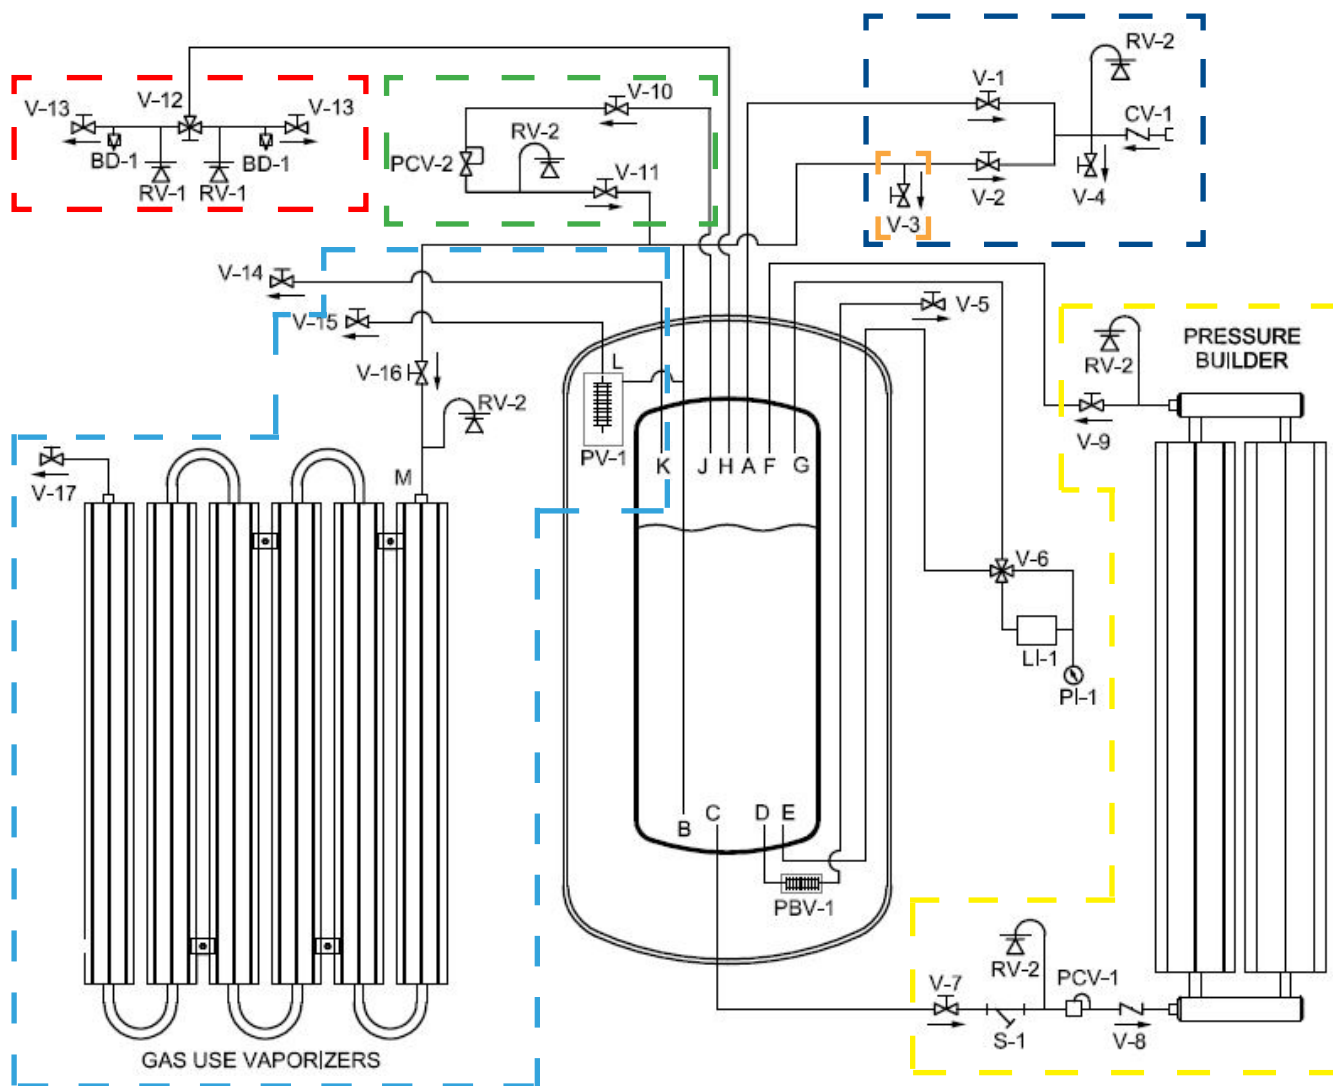 RV-2
V-1
V-13
V-12
V-13
V-10
CV-1
RV-2
BD-1
BD-1
PCV-2
V-11
RV-1
RV-1
V-2
V-4
V-3
V-14
V-5
V-15
PRESSURE
BUILDER
L
RV-2
V-16
RV-2
V-9
PV-1
K
J
H
A
F
G
M
V-17
V-6
LI-1
PI-1
C
D
E
B
PBV-1
RV-2
PCV-1
V-7
S-1
V-8
GAS USE VAPORIZERS